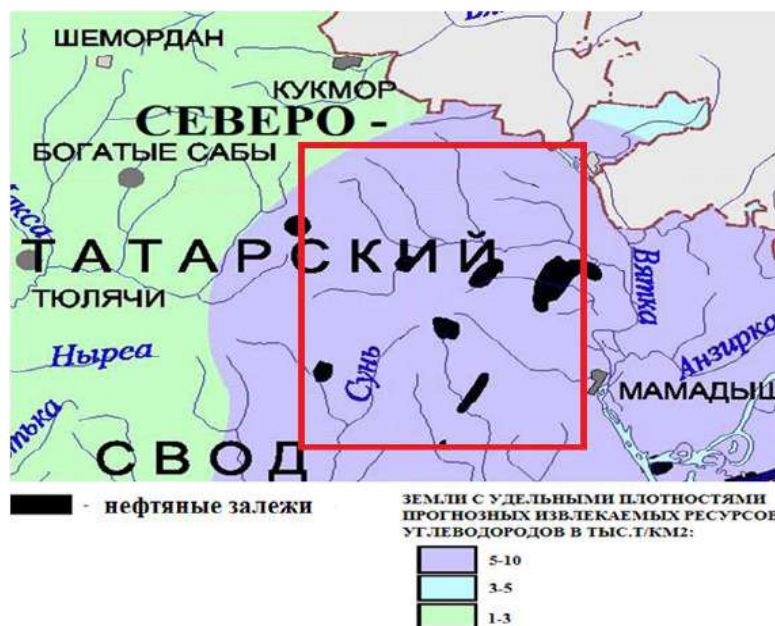 ШЕМОРДАН
КУКМОР
СЕВЕРО -
БОГАТЫЕ САБЫ
ТАТАРСКИЙ
ТЮЛЯЧИ
Вятка
Нырса
Сунь
Анзирка
МАМАДЫШ
СВОД
- нефтяные залежи
ЗЕМЛИ С УДЕЛЬНЫМИ ПЛОТНОСТЯМИ
ПРОГНОЗНЫХ ИЗВЛЕКАЕМЫХ РЕСУРСОВ
УГЛЕВОДОРОДОВ В ТЫС.Т/КМ2:
5-10
3-5
1-3